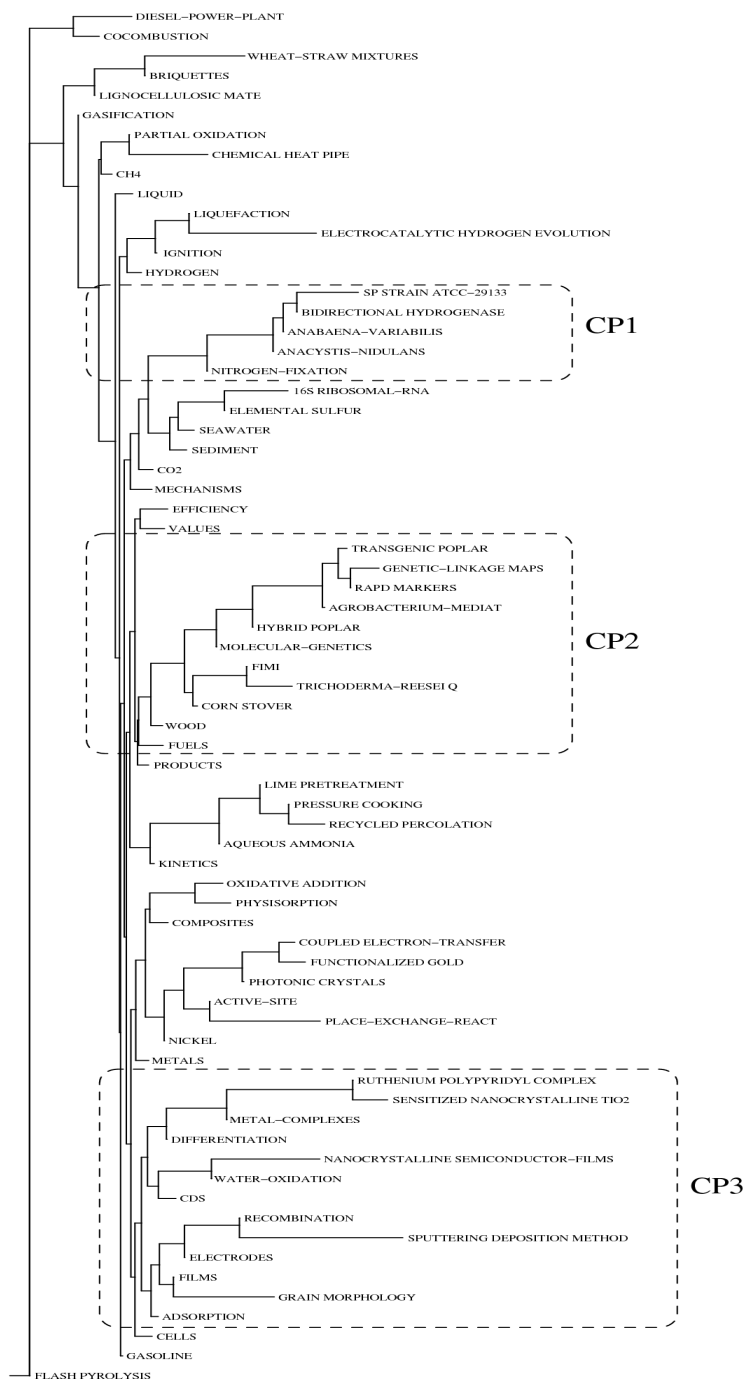 DIESEL−POWER−PLANT
COCOMBUSTION
WHEAT−STRAW MIXTURES
BRIQUETTES
LIGNOCELLULOSIC MATE
GASIFICATION
PARTIAL OXIDATION
CHEMICAL HEAT PIPE
CH4
LIQUID
LIQUEFACTION
ELECTROCATALYTIC HYDROGEN EVOLUTION
IGNITION
HYDROGEN
SP STRAIN ATCC−29133
BIDIRECTIONAL HYDROGENASE
CP1
ANABAENA−VARIABILIS
ANACYSTIS−NIDULANS
NITROGEN−FIXATION
16S RIBOSOMAL−RNA
ELEMENTAL SULFUR
SEAWATER
SEDIMENT
CO2
MECHANISMS
EFFICIENCY
VALUES
TRANSGENIC POPLAR
GENETIC−LINKAGE MAPS
RAPD MARKERS
AGROBACTERIUM−MEDIAT
HYBRID POPLAR
CP2
MOLECULAR−GENETICS
FIMI
TRICHODERMA−REESEI Q
CORN STOVER
WOOD
FUELS
PRODUCTS
LIME PRETREATMENT
PRESSURE COOKING
RECYCLED PERCOLATION
AQUEOUS AMMONIA
KINETICS
OXIDATIVE ADDITION
PHYSISORPTION
COMPOSITES
COUPLED ELECTRON−TRANSFER
FUNCTIONALIZED GOLD
PHOTONIC CRYSTALS
ACTIVE−SITE
PLACE−EXCHANGE−REACT
NICKEL
METALS
RUTHENIUM POLYPYRIDYL COMPLEX
SENSITIZED NANOCRYSTALLINE TIO2
METAL−COMPLEXES
DIFFERENTIATION
NANOCRYSTALLINE SEMICONDUCTOR−FILMS
WATER−OXIDATION
CP3
CDS
RECOMBINATION
SPUTTERING DEPOSITION METHOD
ELECTRODES
FILMS
GRAIN MORPHOLOGY
ADSORPTION
CELLS
GASOLINE
FLASH PYROLYSIS